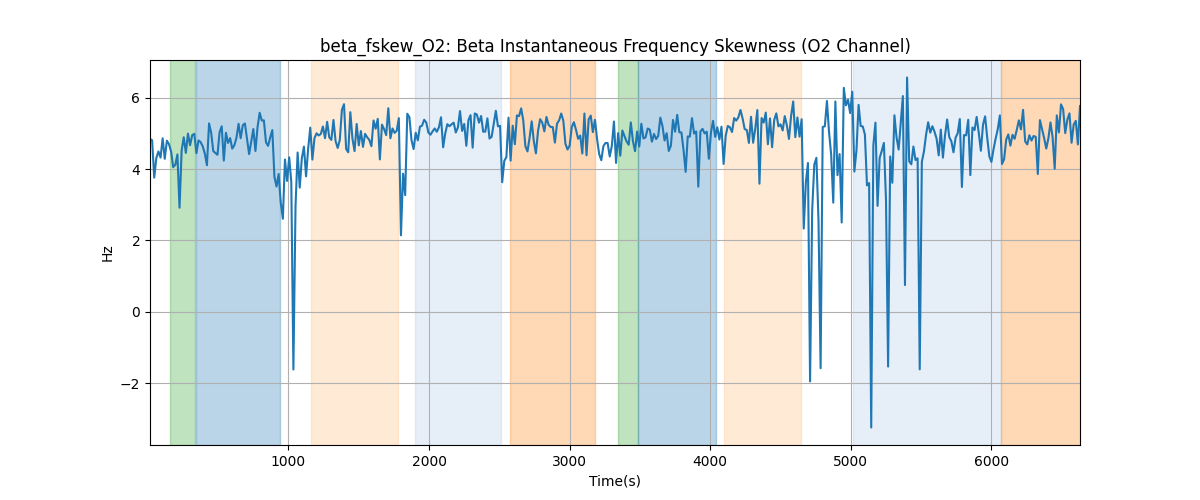 beta_fskew_O2: Beta Instantaneous Frequency Skewness (O2 Channel)
6
4
2
0
−2
Hz
1000 2000 3000 4000 5000 6000
Time(s)